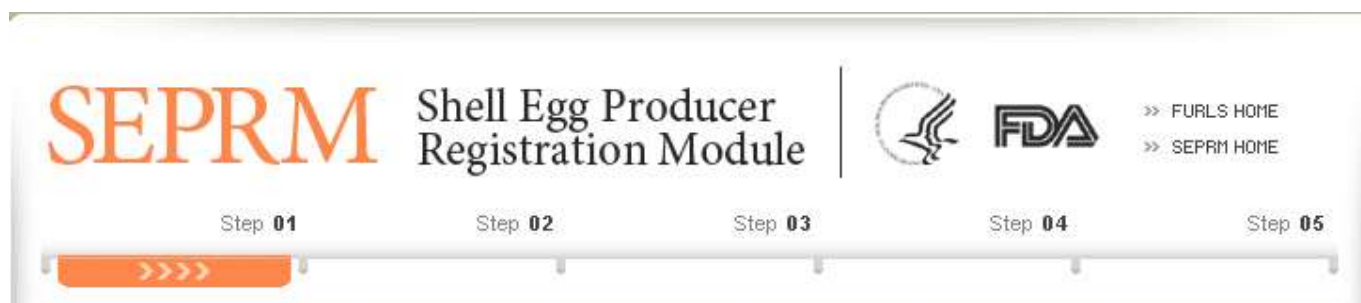 SEPRM
Shell Egg Producer
Registration Module
FDA
>> FURLS HOME
>> SEPRM HOME
Step 01
Step 02
Step 03
Step 04
Step 05
>>>>